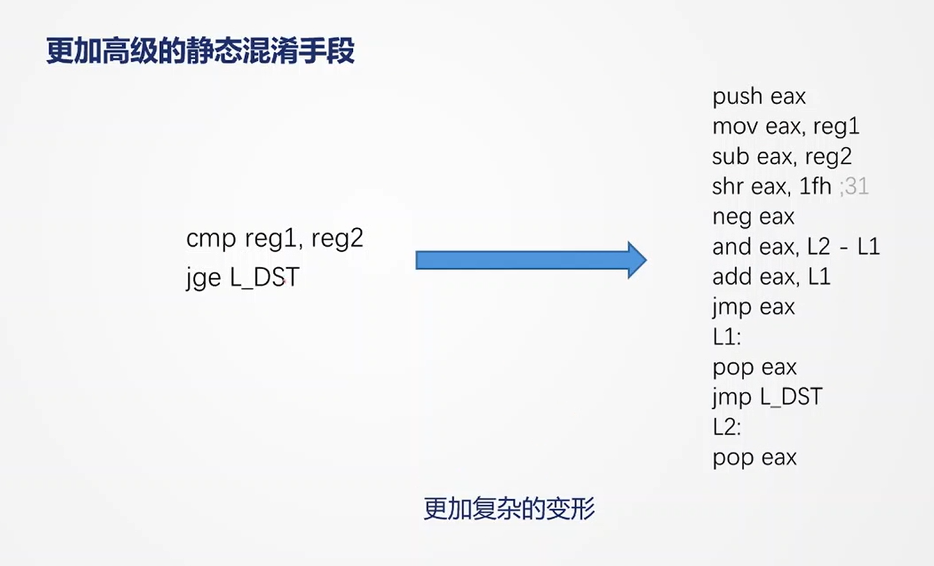 更加高级的静态混淆手段
cmp reg1, reg2
jge L_DST
push eax
mov eax, reg1
sub eax, reg2
shr eax, 1fh ;31
neg eax
and eax, L2 - L1
add eax, L1
jmp eax
L1:
pop eax
jmp L_DST
L2:
pop eax
更加复杂的变形